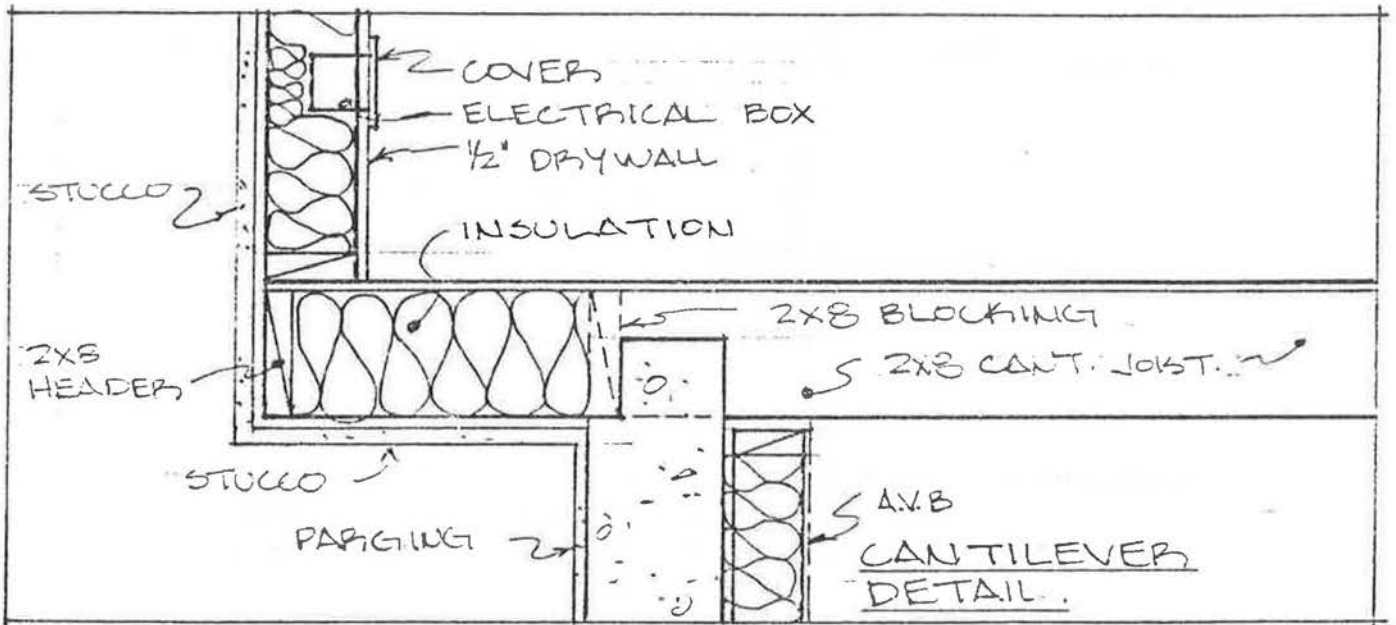 COVER
ELECTRICAL BOX
1/2" DRYWALL
STUCCO
INSULATION
2X8 BLOCKING
2X8
HEADER
2X8 CANT. JOIST.
STUCCO
PARGING
A.V.B
CANTILEVER
DETAIL.